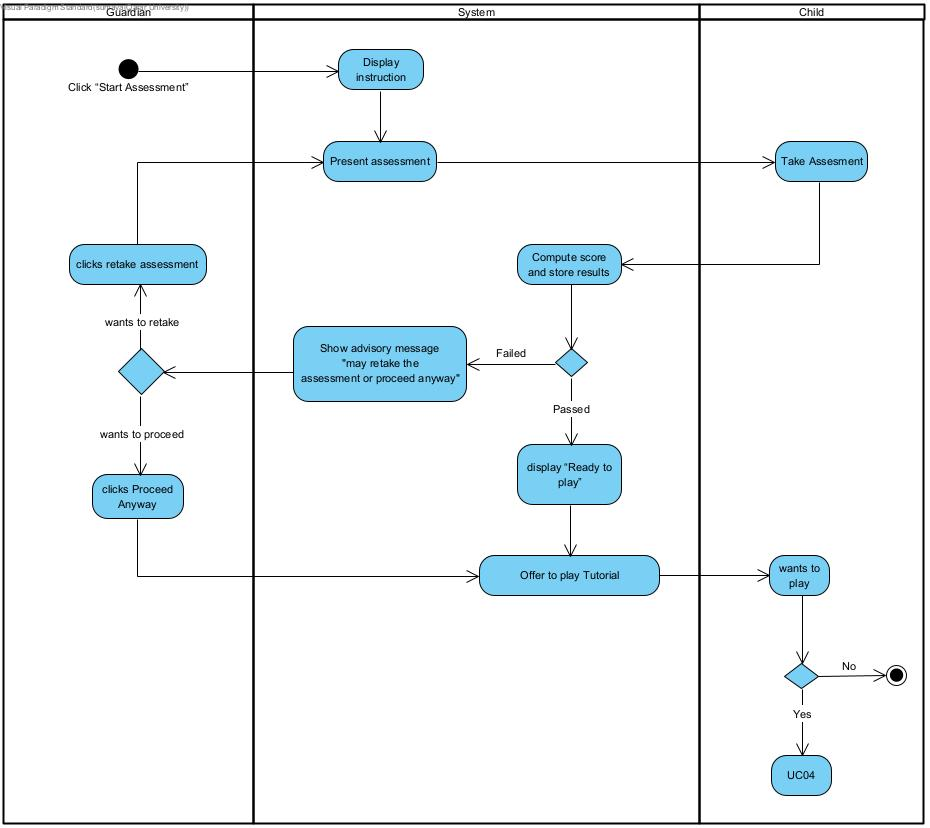 Guardian
System
Child
Click “Start Assessment”
Display
instruction
Present assessment
Take Assesment
clicks retake assessment
Compute score
and store results
wants to retake
Show advisory message
"may retake the
assessment or proceed anyway"
Failed
Passed
wants to proceed
display “Ready to
play”
clicks Proceed
Anyway
Offer to play Tutorial
wants to
play
No
Yes
UC04